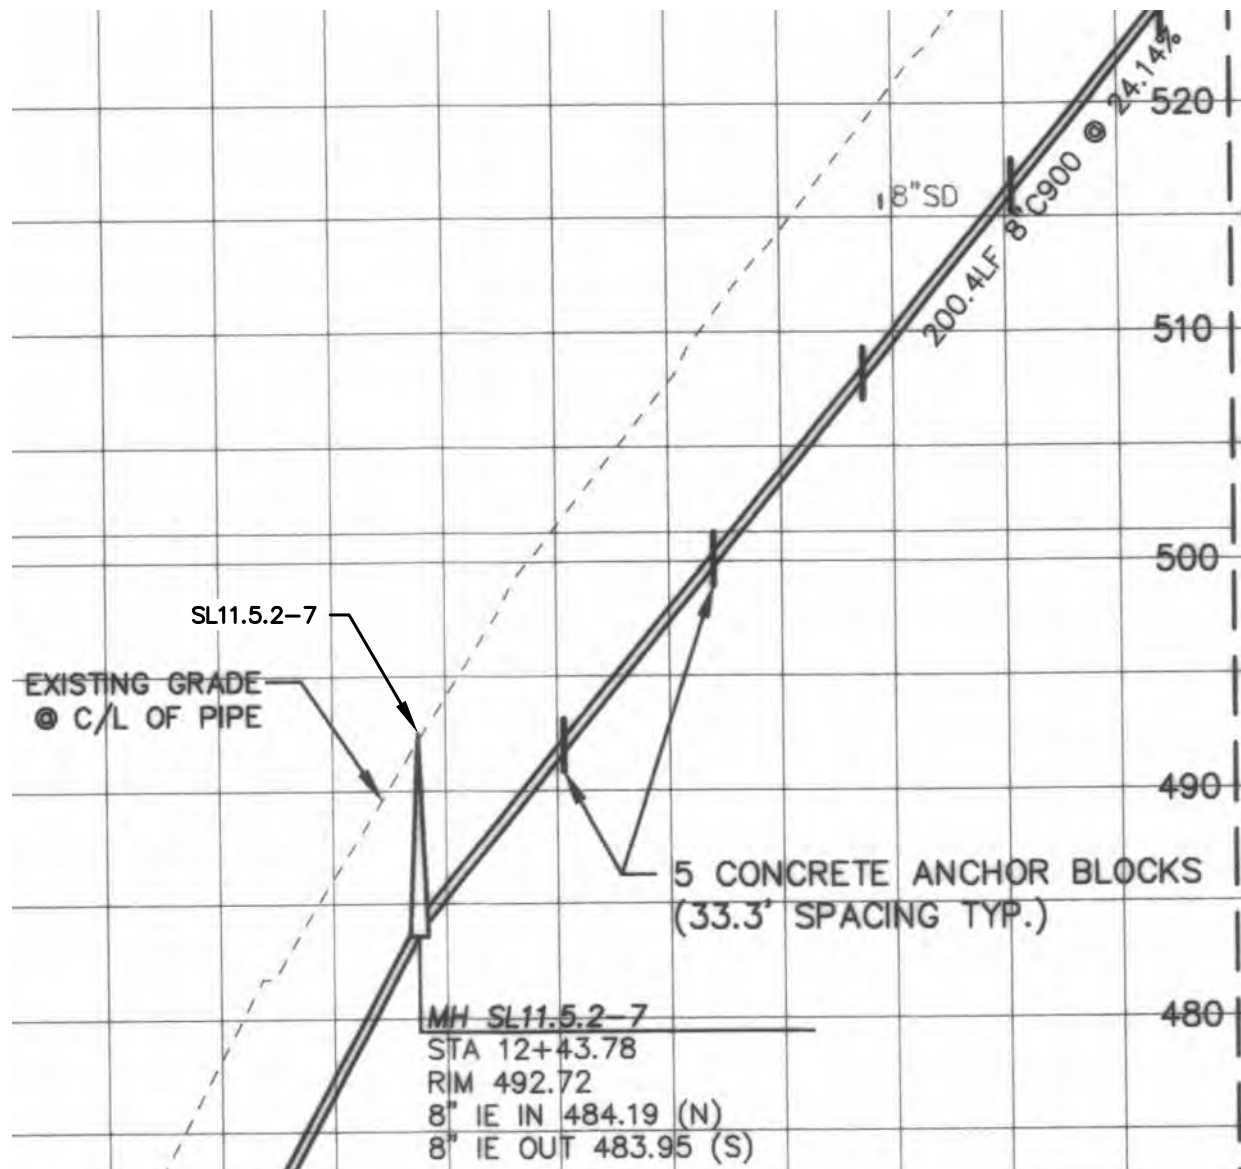 520
200.4LF 8"C900 @ 24.14%
8"SD
510
500
SL11.5.2-7
EXISTING GRADE
@ C/L OF PIPE
490
5 CONCRETE ANCHOR BLOCKS
(33.3' SPACING TYP.)
480
MH SL11.5.2-7
STA 12+43.78
RIM 492.72
8" IE IN 484.19 (N)
8" IE OUT 483.95 (S)